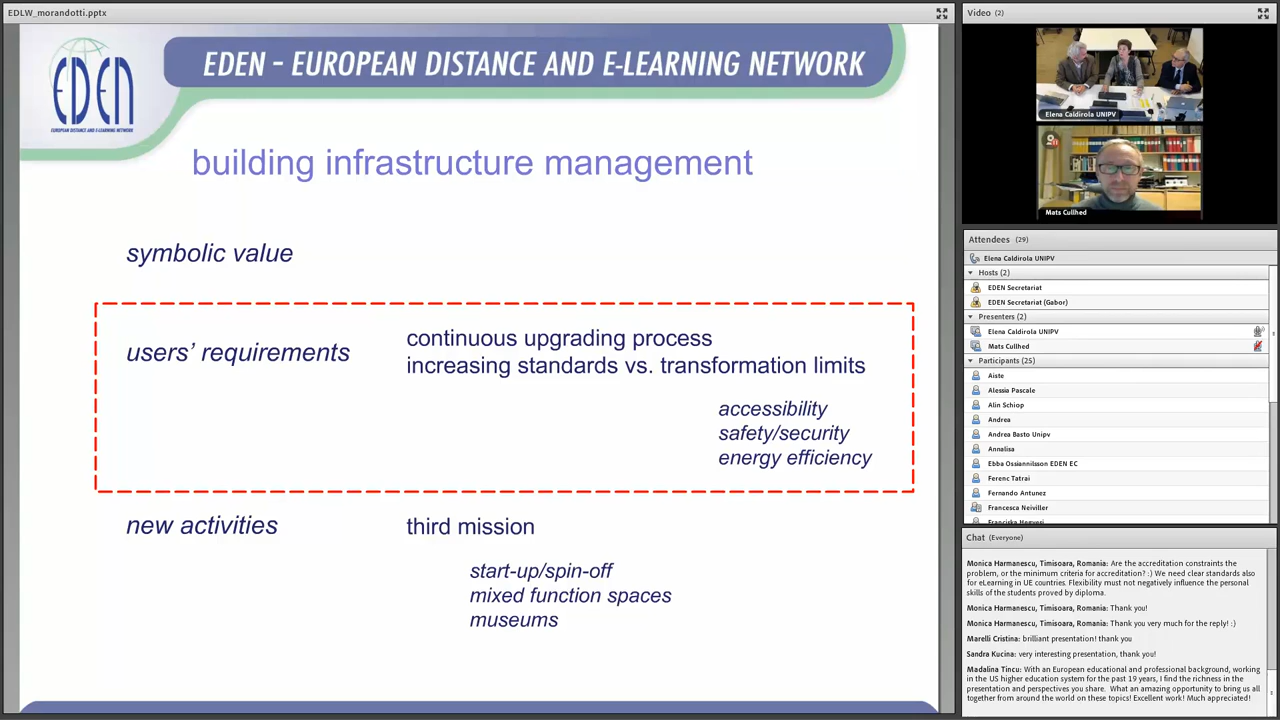 EDLW_morandotti.pptx
EDEN
EUROPEAN DISTANCE AND E-LEARNING NETWORK
EDEN - EUROPEAN DISTANCE AND E-LEARNING NETWORK
building infrastructure management
symbolic value
users' requirements
continuous upgrading process
increasing standards vs. transformation limits
accessibility
safety/security
energy efficiency
new activities
third mission
start-up/spin-off
mixed function spaces
museums
Video (2)
Elena Caldirola UNIPV
Mats Cullhed
Attendees (29)
Elena Caldirola UNIPV
Hosts (2)
EDEN Secretariat
EDEN Secretariat (Gabor)
Presenters (2)
Elena Caldirola UNIPV
Mats Cullhed
Participants (25)
Aiste
Alessia Pascale
Alin Schiop
Andrea
Andrea Basto Unipv
Annalisa
Ebba Ossiannilsson EDEN EC
Ferenc Tatrai
Fernando Antunez
Francesca Neiviller
Franciska Hegyesi
Chat (Everyone)
Monica Harmanescu, Timisoara, Romania: Are the accreditation constraints the
problem, or the minimum criteria for accreditation? :) We need clear standards also
for eLearning in UE countries. Flexibility must not negatively influence the personal
skills of the students proved by diploma.
Monica Harmanescu, Timisoara, Romania: Thank you!
Monica Harmanescu, Timisoara, Romania: Thank you very much for the reply! :)
Marelli Cristina: brilliant presentation! thank you
Sandra Kucina: very interesting presentation, thank you!
Madalina Tincu: With an European educational and professional background, working
in the US higher education system for the past 19 years, I find the richness in the
presentation and perspectives you share. What an amazing opportunity to bring us all
together from around the world on these topics! Excellent work! Much appreciated!